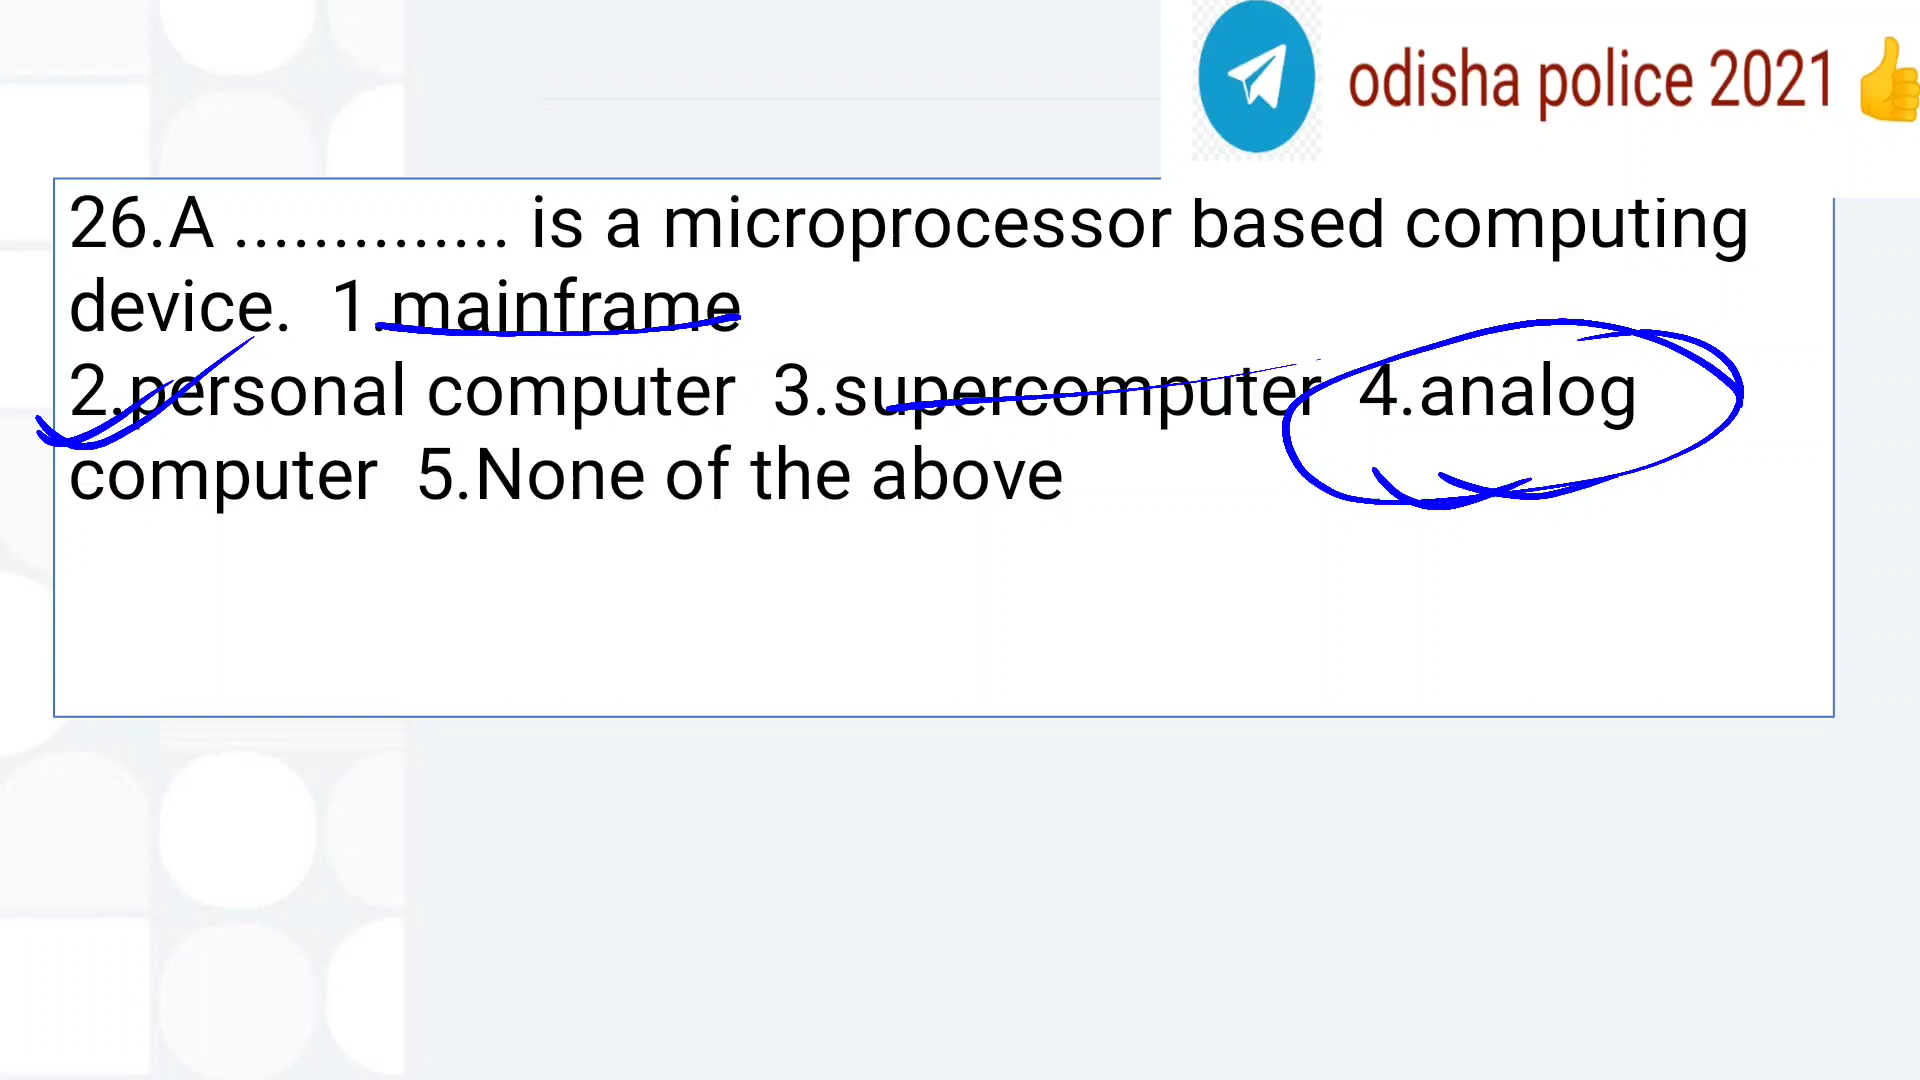 odisha police 2021 👍
26.A .............. is a microprocessor based computing
device. 1.mainframe
2.personal computer 3.supercomputer 4.analog
computer 5.None of the above